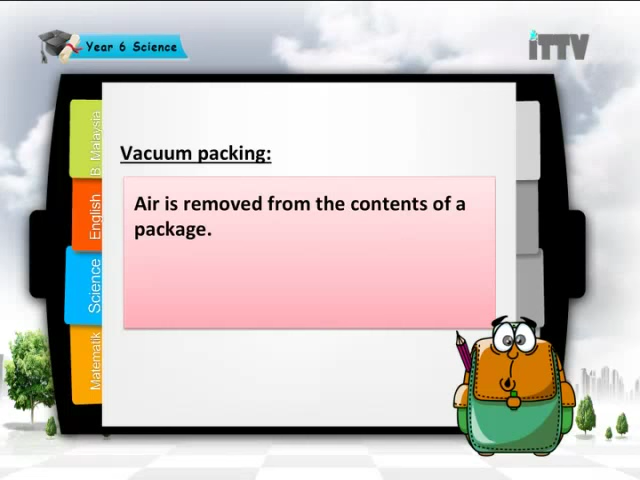 Year 6 Science
iTTV
Vacuum packing:
Air is removed from the contents of a
package.
B. Malaysia
English
Science
Matematik